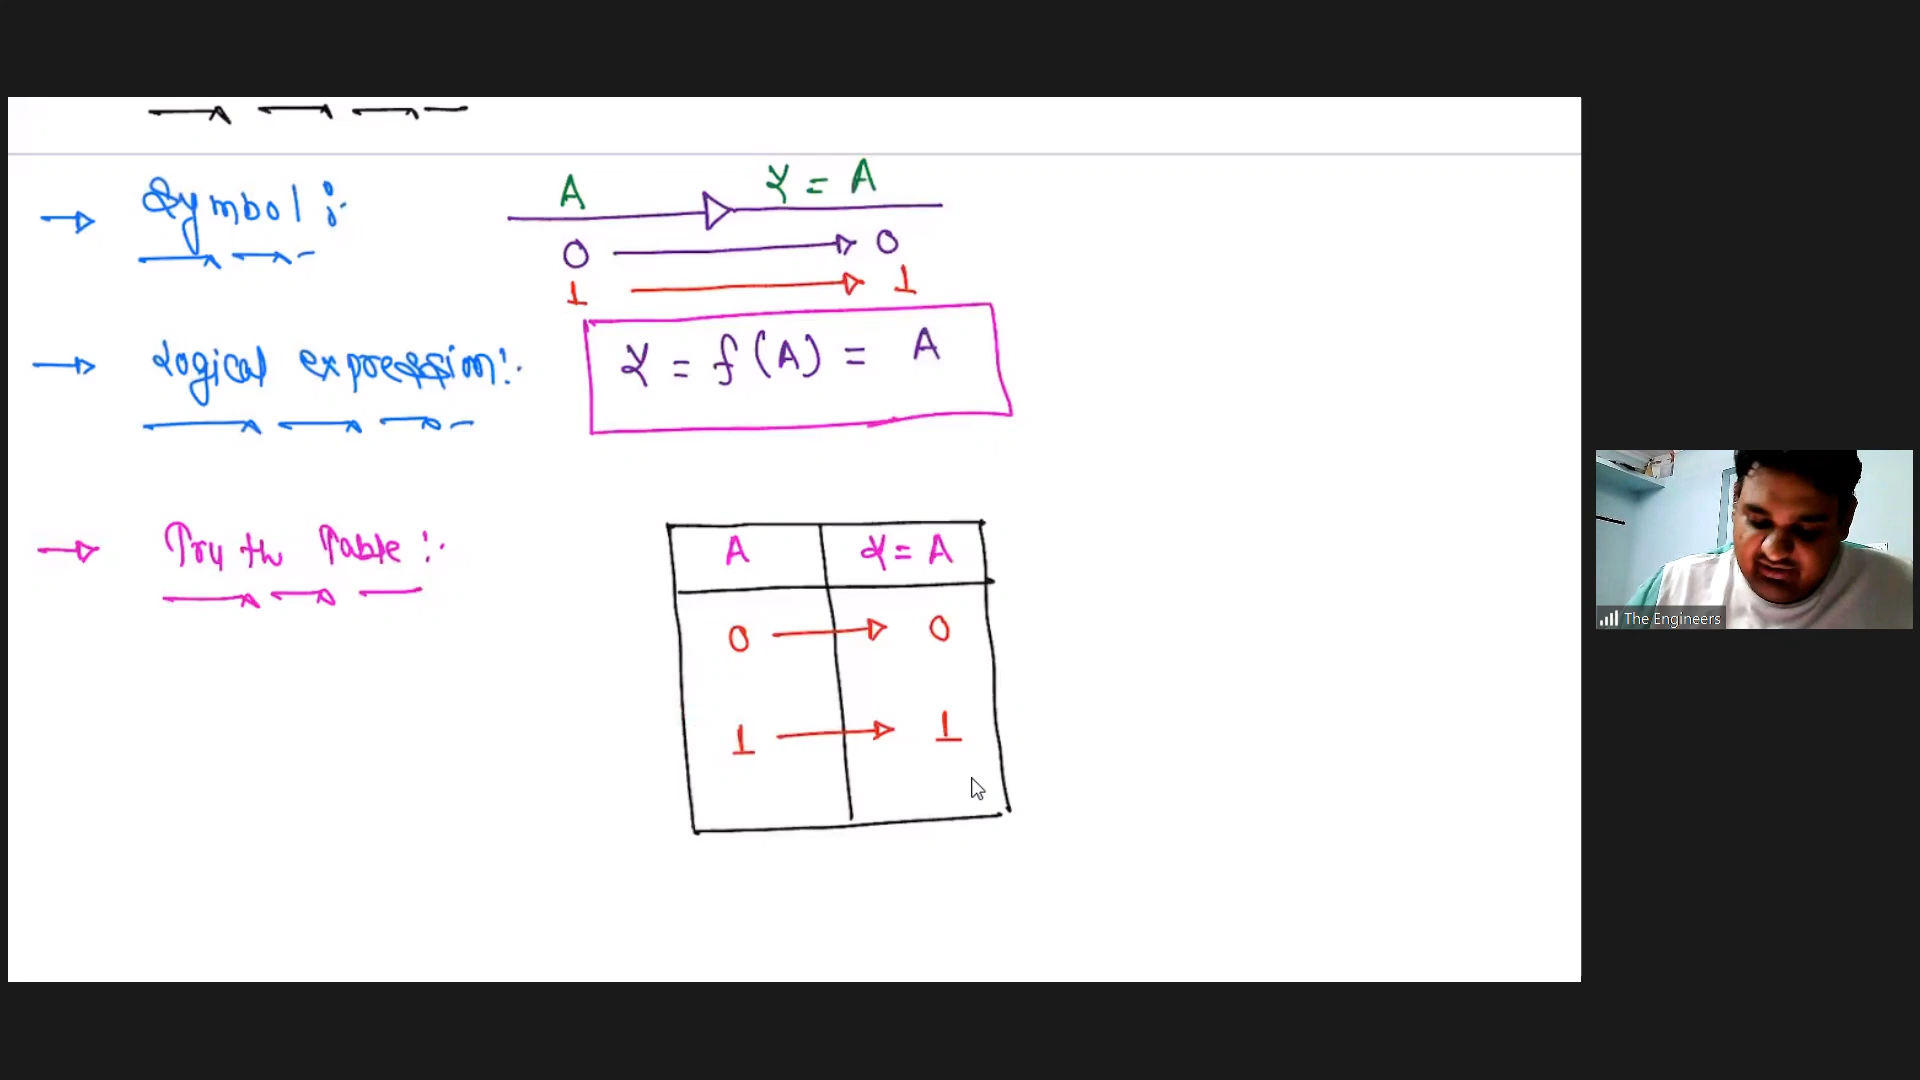 Symbol :-
A Y = A
0 → 0
1 → 1
Logical expression :-
Y = f(A) = A
Truth Table :-
A Y = A
0 → 0
1 → 1
The Engineers